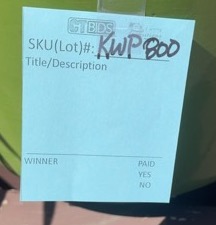 BIDS
SKU(Lot)#: KWP800
Title/Description
WINNER PAID
YES
NO